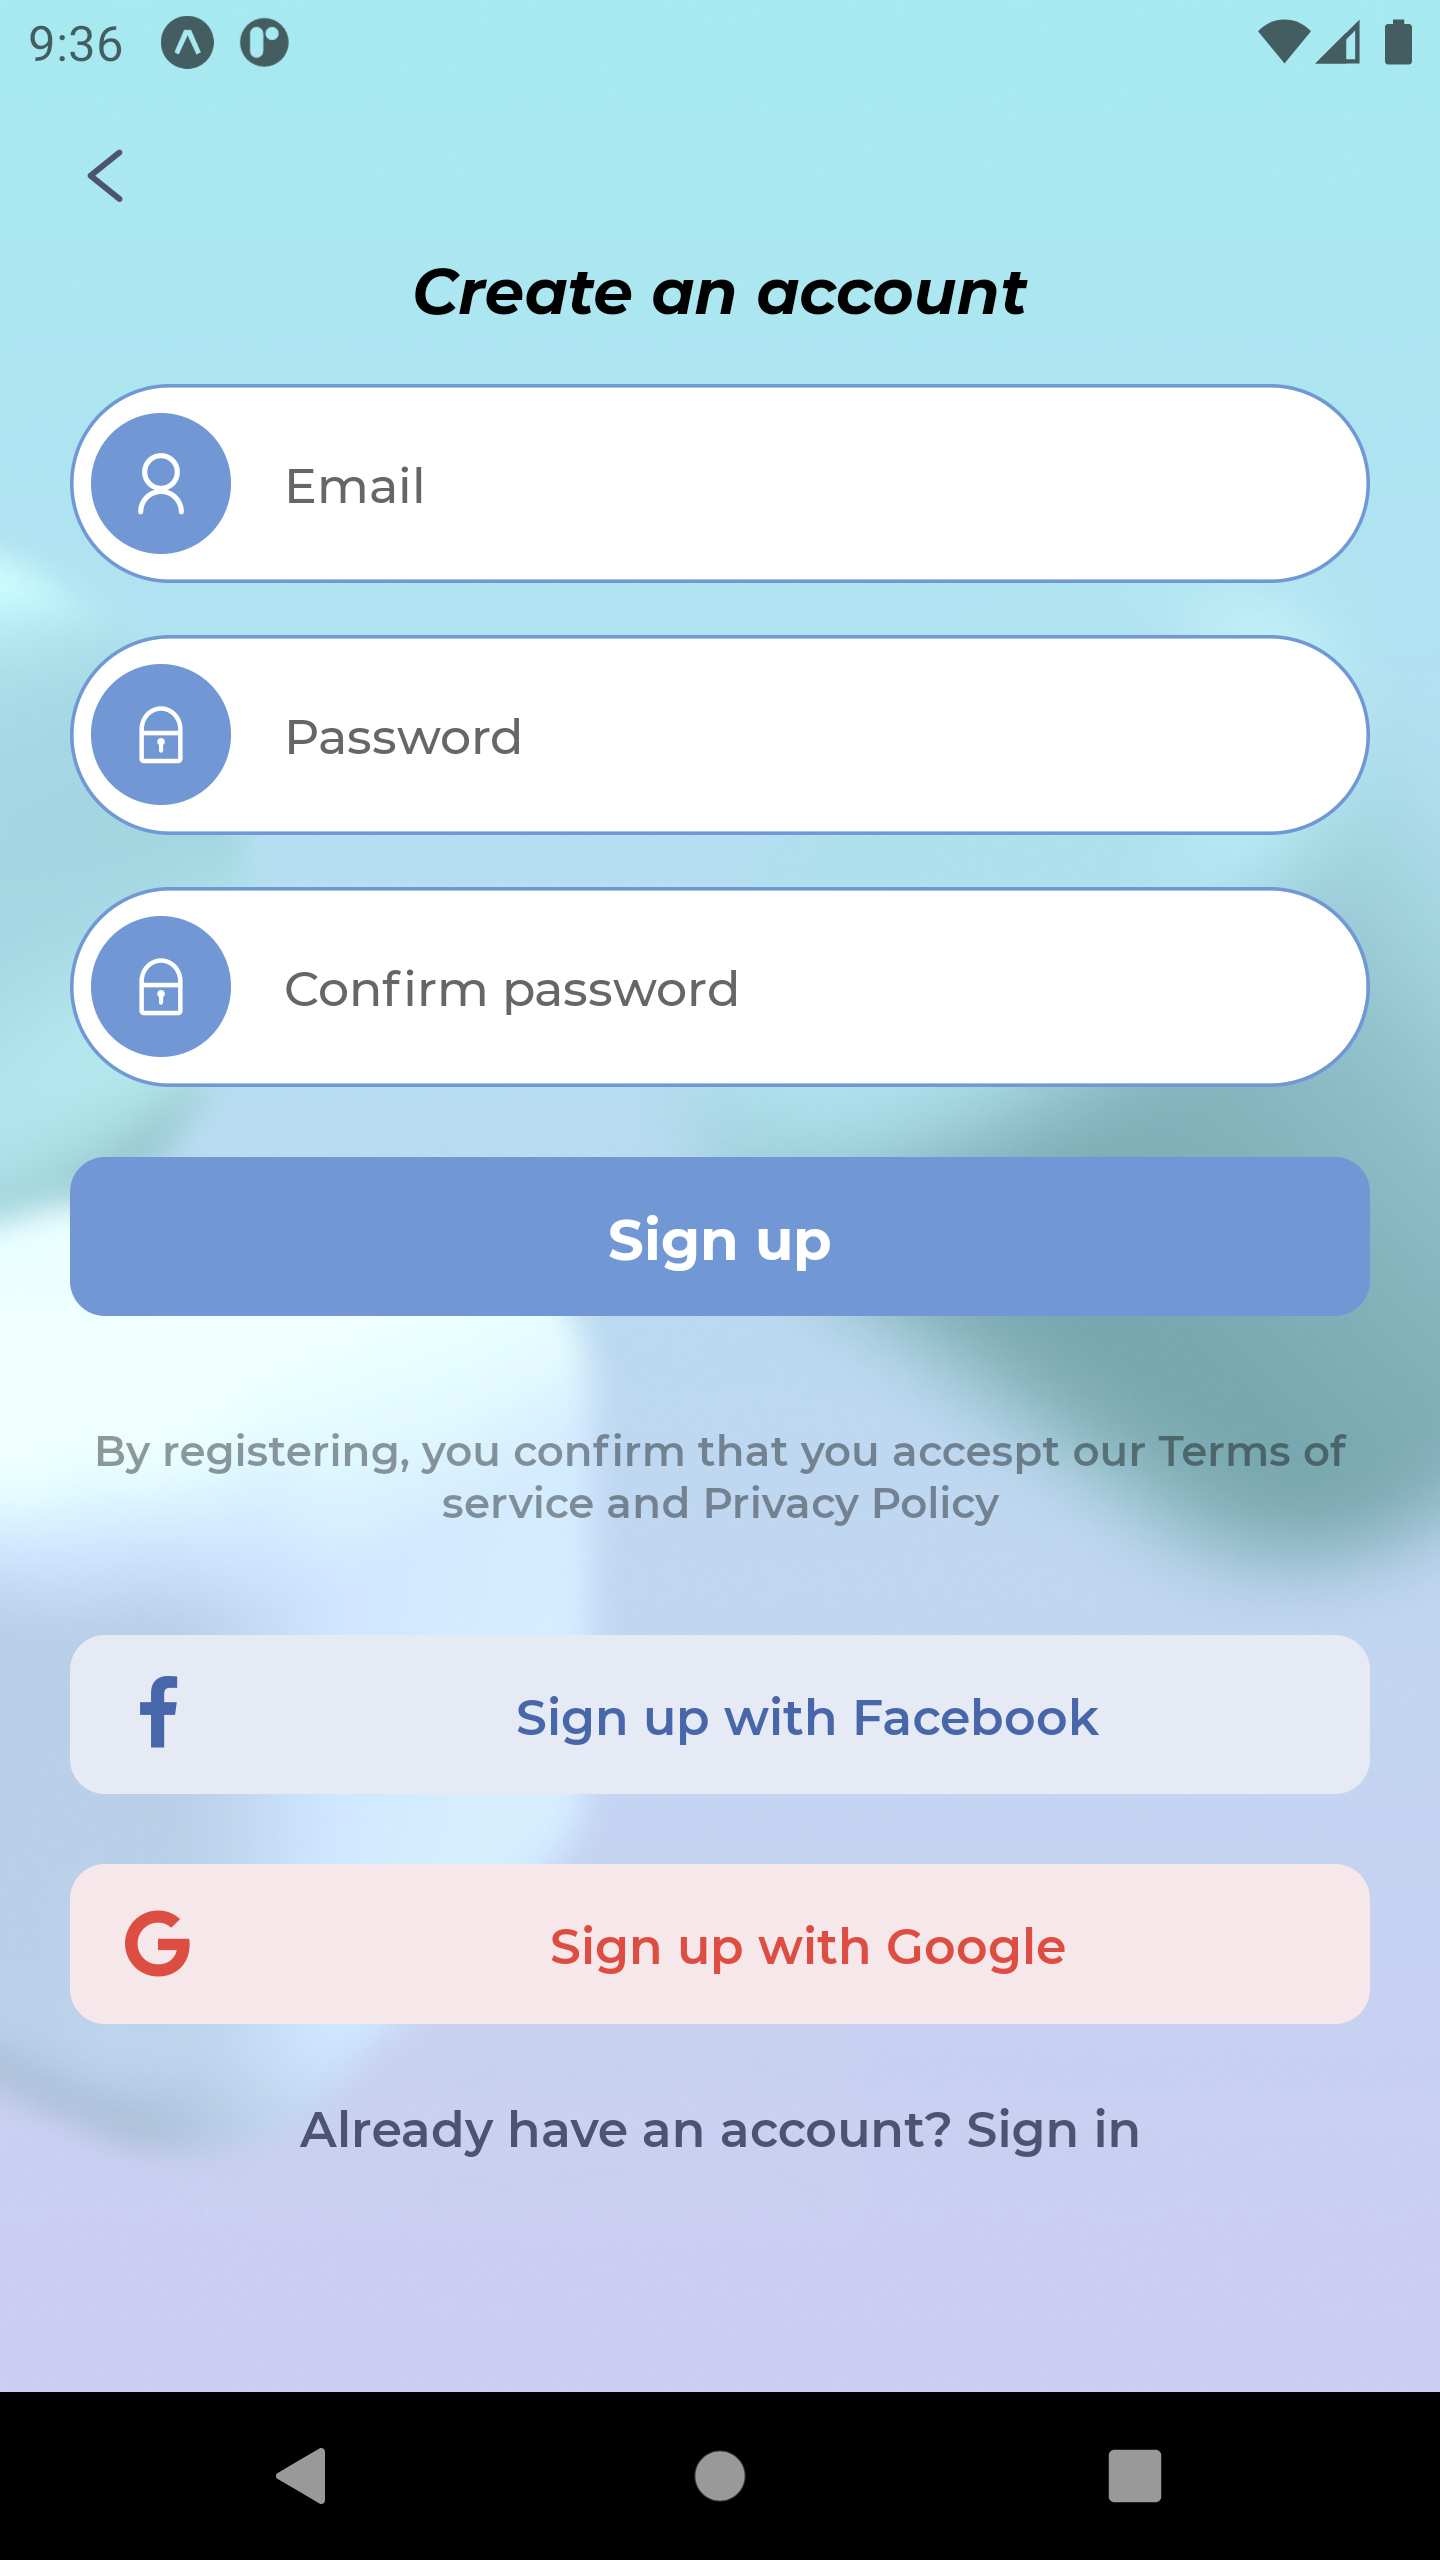 9:36
Create an account
Email
Password
Confirm password
Sign up
By registering, you confirm that you accespt our Terms of
service and Privacy Policy
Sign up with Facebook
Sign up with Google
Already have an account? Sign in